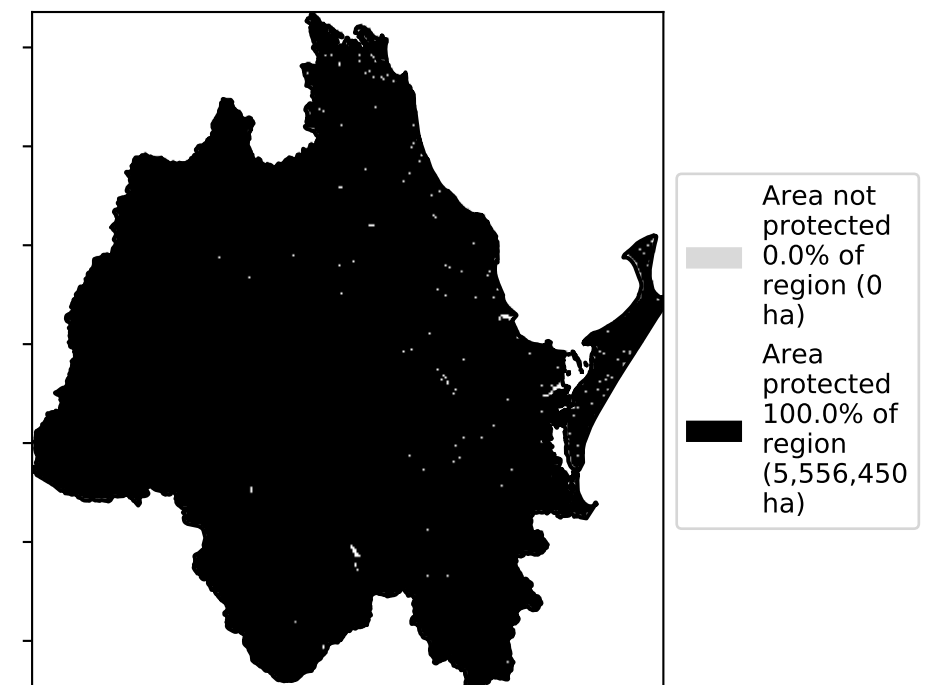 Area not
protected
0.0% of
region (0
ha)
Area
protected
100.0% of
region
(5,556,450
ha)